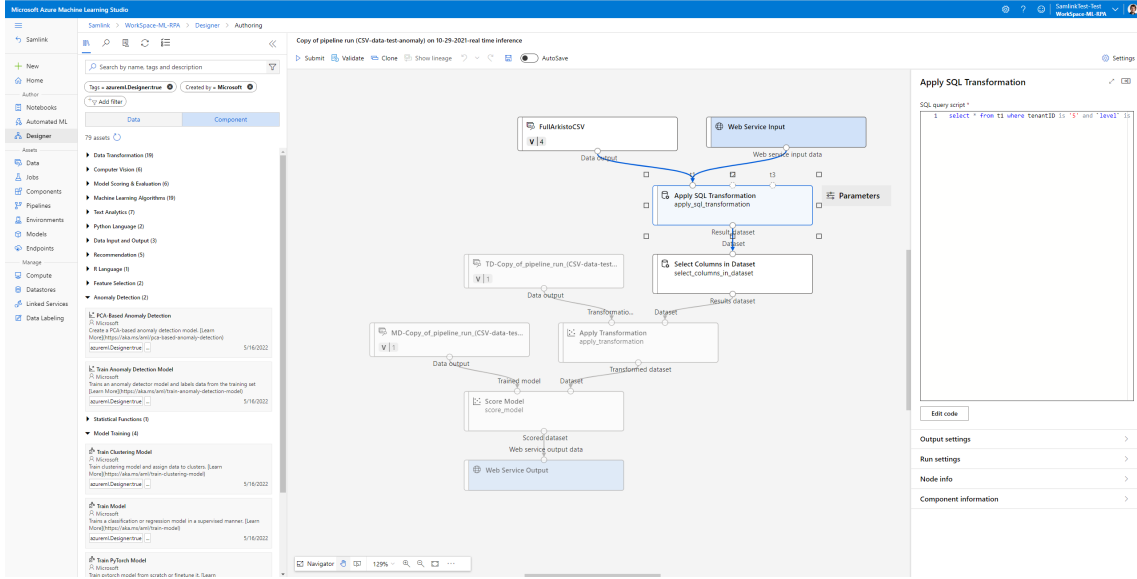 Microsoft Azure Machine Learning Studio
SamlinkTest-Test
WorkSpace-ML-RPA
Samlink > WorkSpace-ML-RPA > Designer > Authoring
Samlink
New
Home
Author
Notebooks
Automated ML
Designer
Assets
Data
Jobs
Components
Pipelines
Environments
Models
Endpoints
Manage
Compute
Datastores
Linked Services
Data Labeling
Search by name, tags and description
Tags = azureml.Designer:true
Created by = Microsoft
Add filter
Data
Component
79 assets
Data Transformation (19)
Computer Vision (6)
Model Scoring & Evaluation (6)
Machine Learning Algorithms (19)
Text Analytics (7)
Python Language (2)
Data Input and Output (3)
Recommendation (5)
R Language (1)
Feature Selection (2)
Anomaly Detection (2)
PCA-Based Anomaly Detection
Microsoft
Create a PCA-based anomaly detection model. [Learn
More](https://aka.ms/aml/pca-based-anomaly-detection)
azureml.Designer:true ... 5/16/2022
Train Anomaly Detection Model
Microsoft
Trains an anomaly detector model and labels data from the training set
[Learn More](https://aka.ms/aml/train-anomaly-detection-model)
azureml.Designer:true ... 5/16/2022
Statistical Functions (1)
Model Training (4)
Train Clustering Model
Microsoft
Train clustering model and assign data to clusters. [Learn
More](https://aka.ms/aml/train-clustering-model)
azureml.Designer:true ... 5/16/2022
Train Model
Microsoft
Trains a classification or regression model in a supervised manner. [Learn
More](https://aka.ms/aml/train-model)
azureml.Designer:true ... 5/16/2022
Train PyTorch Model
Microsoft
Train pytorch model from scratch or finetune it. [Learn
Copy of pipeline run (CSV-data-test-anomaly) on 10-29-2021-real time inference
Submit Validate Clone Show lineage AutoSave Settings
FullArkistoCSV
V 4
Data output
Web Service Input
Web service input data
t1 t2 t3
Apply SQL Transformation
apply_sql_transformation
Parameters
Result dataset
Dataset
Select Columns in Dataset
select_columns_in_dataset
Results dataset
TD-Copy_of_pipeline_run_(CSV-data-test...
V 1
Data output
Transformatio... Dataset
Apply Transformation
apply_transformation
Transformed dataset
MD-Copy_of_pipeline_run_(CSV-data-tes...
V 1
Data output
Trained model Dataset
Score Model
score_model
Scored dataset
Web service output data
Web Service Output
Navigator 129% ...
Apply SQL Transformation
SQL query script *
1 select * from t1 where tenantID is '5' and `level` is
Edit code
Output settings
Run settings
Node info
Component information